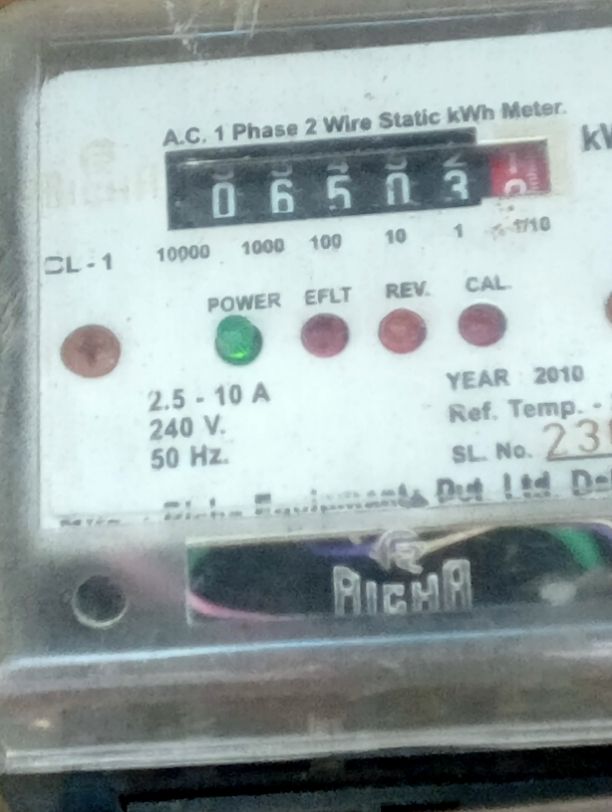 A.C. 1 Phase 2 Wire Static kWh Meter.
0 6 5 0 3
10000 1000 100 10 1 1/10
CL-1
POWER EFLT REV. CAL.
2.5 - 10 A
240 V.
50 Hz.
YEAR 2010
Ref. Temp. -
SL. No. 23
RICHA